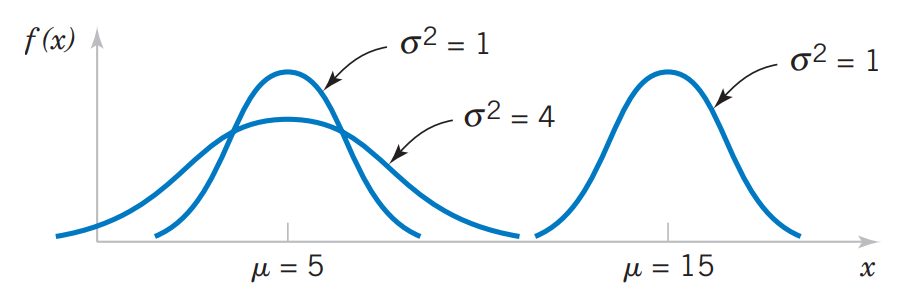 f(x)
σ² = 1
σ² = 1
σ² = 4
μ = 5
μ = 15
x